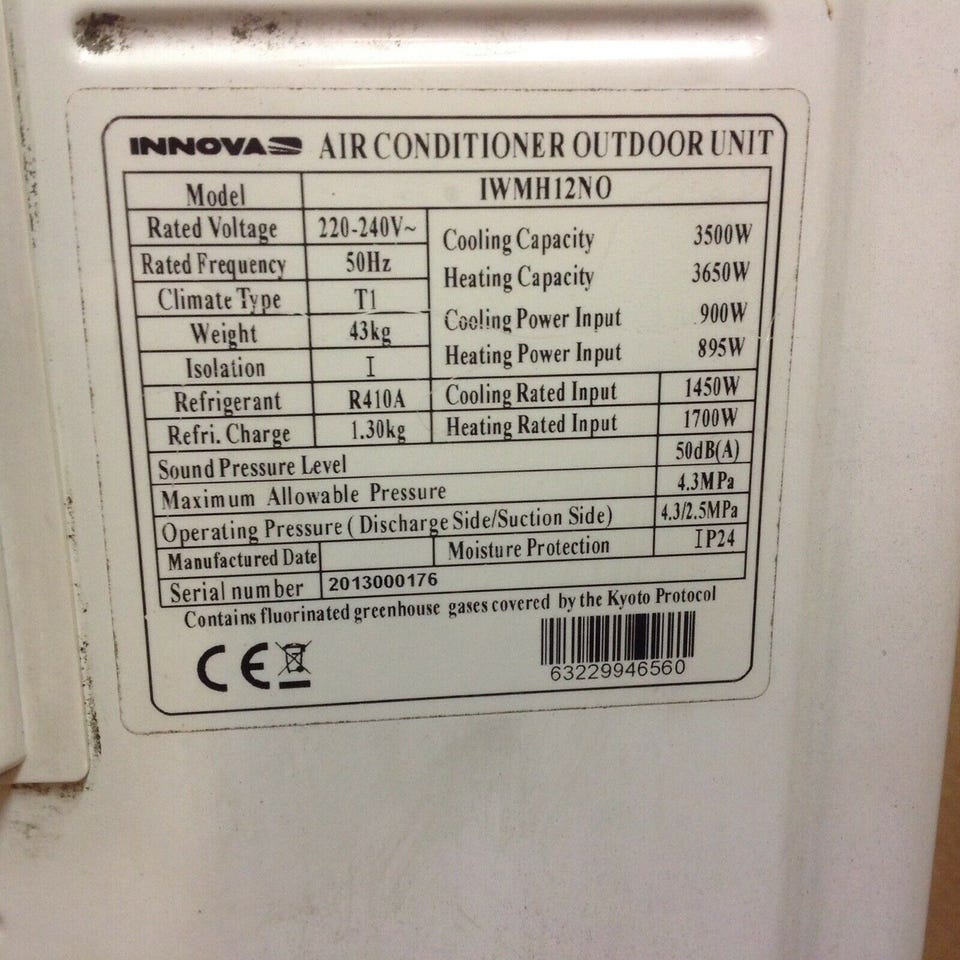 INNOVA AIR CONDITIONER OUTDOOR UNIT
Model IWMH12NO
Rated Voltage 220-240V~ Cooling Capacity 3500W
Rated Frequency 50Hz Heating Capacity 3650W
Climate Type T1 Cooling Power Input 900W
Weight 43kg Heating Power Input 895W
Isolation I Cooling Rated Input 1450W
Refrigerant R410A Heating Rated Input 1700W
Refri. Charge 1.30kg
Sound Pressure Level 50dB(A)
Maximum Allowable Pressure 4.3MPa
Operating Pressure ( Discharge Side/Suction Side) 4.3/2.5MPa
Manufactured Date Moisture Protection IP24
Serial number 2013000176
Contains fluorinated greenhouse gases covered by the Kyoto Protocol
CE
63229946560